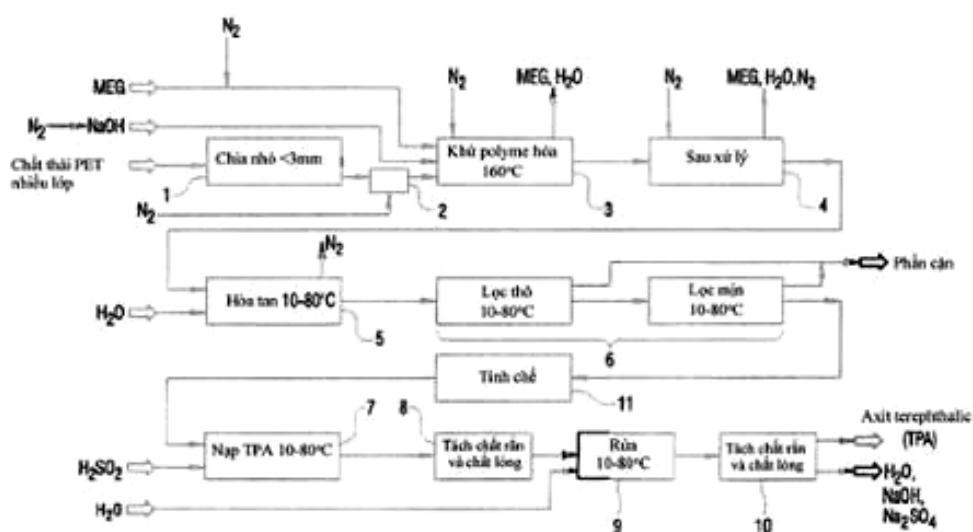 N₂
MEG
N₂ NaOH
Chất thải PET
nhiều lớp
Chia nhỏ <3mm
1
N₂
2
N₂
MEG, H₂O
Khử polyme hóa
160°C
3
N₂
MEG, H₂O, N₂
Sau xử lý
4
N₂
H₂O
Hòa tan 10-80°C
5
Lọc thô
10-80°C
Lọc mịn
10-80°C
6
Phần cặn
Tinh chế
11
H₂SO₂
Nạp TPA 10-80°C
7
8
Tách chất rắn
và chất lỏng
H₂O
Rửa
10-80°C
9
Tách chất rắn
và chất lỏng
10
Axit terephthalic
(TPA)
H₂O,
NaOH,
Na₂SO₄